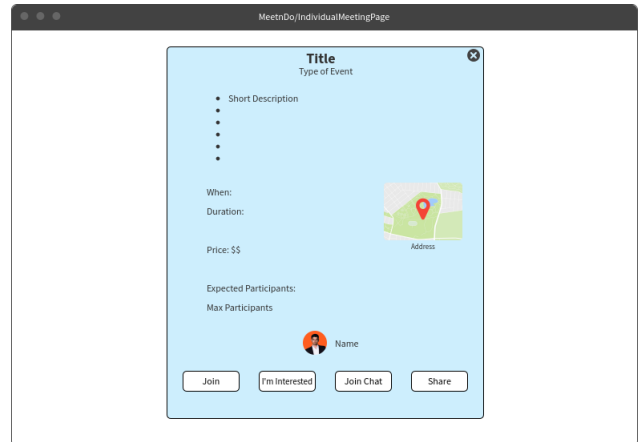 MeetnDo/IndividualMeetingPage
Title
Type of Event
Short Description
When:
Duration:
Address
Price: $$
Expected Participants:
Max Participants
Name
Join
I'm Interested
Join Chat
Share